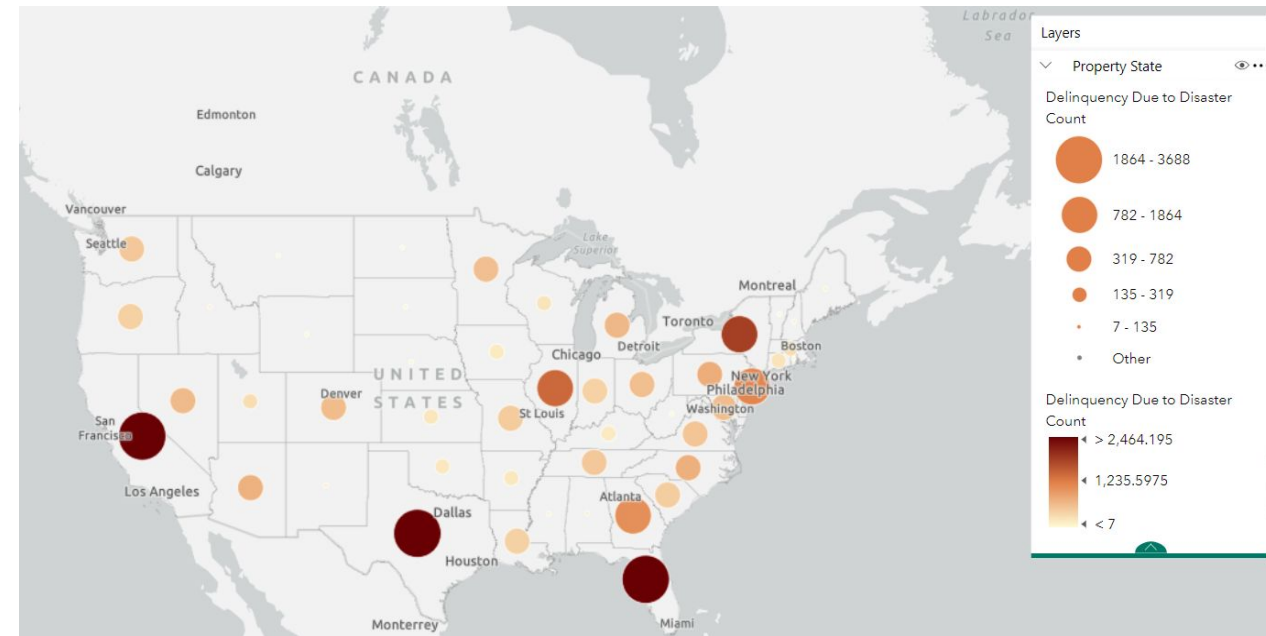 Labrador
Sea
CANADA
Edmonton
Calgary
Vancouver
Seattle
Lake
Superior
Montreal
Toronto
Boston
Detroit
Chicago
UNITED
STATES
New York
Philadelphia
Denver
St Louis
Washington
San
Francisco
Los Angeles
Atlanta
Dallas
Houston
Monterrey
Miami
Layers
Property State
Delinquency Due to Disaster
Count
1864 - 3688
782 - 1864
319 - 782
135 - 319
7 - 135
Other
Delinquency Due to Disaster
Count
> 2,464.195
1,235.5975
< 7